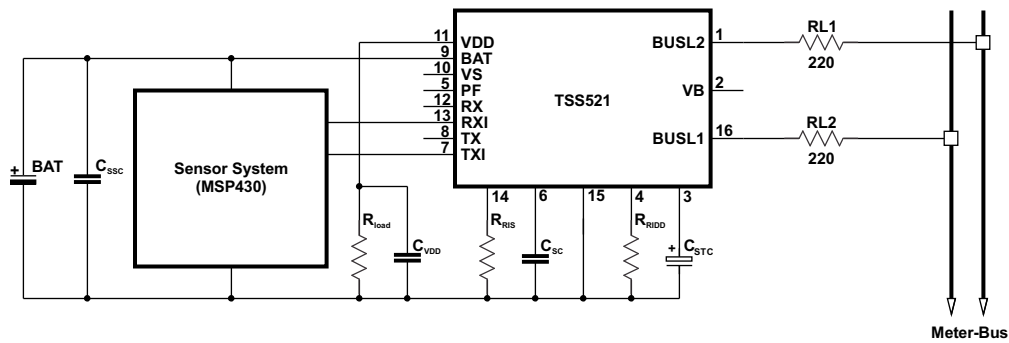 11 VDD
9 BAT
10 VS
5 PF
12 RX
13 RXI
8 TX
7 TXI
TSS521
BUSL2 1
VB 2
BUSL1 16
RL1
220
RL2
220
BAT
CSSC
Sensor System
(MSP430)
14 6 15 4 3
Rload
CVDD
RRIS
CSC
RRIDD
CSTC
+
+
Meter-Bus